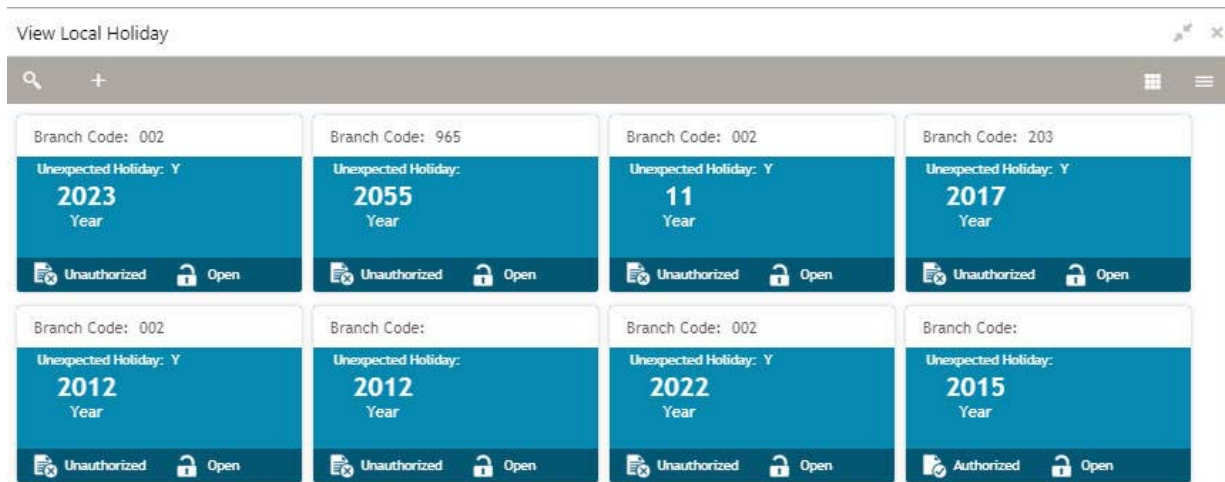 View Local Holiday
Branch Code: 002
Unexpected Holiday: Y
2023
Year
Unauthorized Open
Branch Code: 965
Unexpected Holiday:
2055
Year
Unauthorized Open
Branch Code: 002
Unexpected Holiday: Y
11
Year
Unauthorized Open
Branch Code: 203
Unexpected Holiday: Y
2017
Year
Unauthorized Open
Branch Code: 002
Unexpected Holiday: Y
2012
Year
Unauthorized Open
Branch Code:
Unexpected Holiday:
2012
Year
Unauthorized Open
Branch Code: 002
Unexpected Holiday: Y
2022
Year
Unauthorized Open
Branch Code:
Unexpected Holiday:
2015
Year
Authorized Open